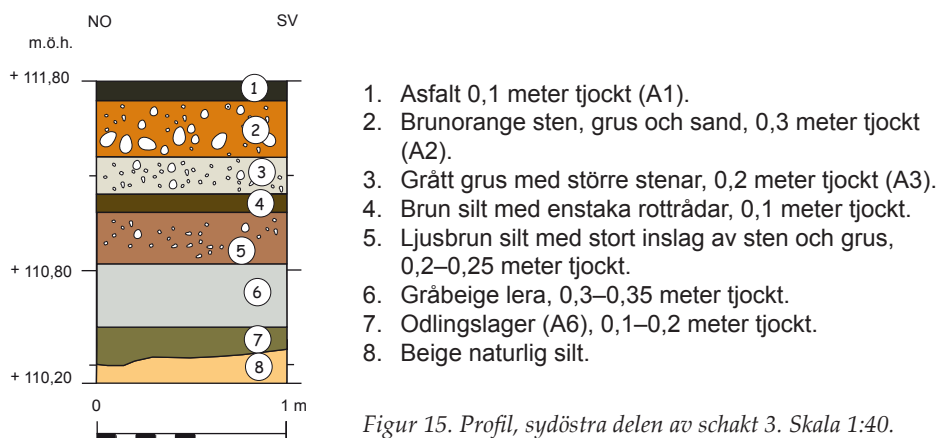 NO SV
m.ö.h.
+ 111,80
1
2
3
4
5
+ 110,80
6
7
8
+ 110,20
0 1 m
1. Asfalt 0,1 meter tjockt (A1).
2. Brunorange sten, grus och sand, 0,3 meter tjockt
(A2).
3. Grått grus med större stenar, 0,2 meter tjockt (A3).
4. Brun silt med enstaka rottrådar, 0,1 meter tjockt.
5. Ljusbrun silt med stort inslag av sten och grus,
0,2–0,25 meter tjockt.
6. Gråbeige lera, 0,3–0,35 meter tjockt.
7. Odlingslager (A6), 0,1–0,2 meter tjockt.
8. Beige naturlig silt.
Figur 15. Profil, sydöstra delen av schakt 3. Skala 1:40.